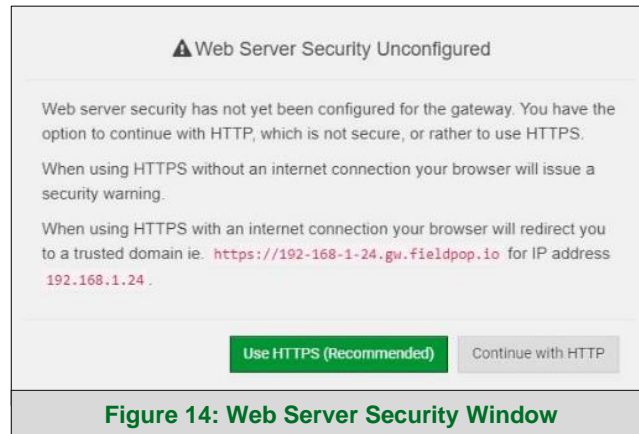 Web Server Security Unconfigured
Web server security has not yet been configured for the gateway. You have the
option to continue with HTTP, which is not secure, or rather to use HTTPS.
When using HTTPS without an internet connection your browser will issue a
security warning.
When using HTTPS with an internet connection your browser will redirect you
to a trusted domain ie. https://192-168-1-24.gw.fieldpop.io for IP address
192.168.1.24.
Use HTTPS (Recommended) Continue with HTTP
Figure 14: Web Server Security Window